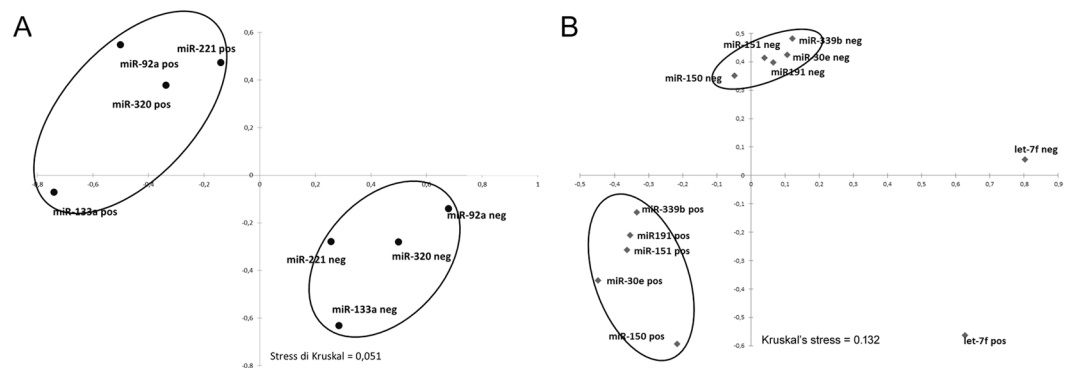 A
0,6
miR-221 pos
miR-92a pos
0,4
miR-320 pos
0,2
0
-0,8
-0,6
-0,4
-0,2
0
0,2
0,4
0,6
0,8
1
miR-133a pos
-0,2
miR-92a neg
miR-221 neg
miR-320 neg
-0,4
miR-133a neg
-0,6
-0,8
Stress di Kruskal = 0,051
B
0,5
miR-151 neg
miR-339b neg
0,4
miR-30e neg
miR191 neg
miR-150 neg
0,3
0,2
0,1
let-7f neg
0
-0,5
-0,4
-0,3
-0,2
-0,1
0
0,1
0,2
0,3
0,4
0,5
0,6
0,7
0,8
0,9
-0,1
miR-339b pos
-0,2
miR191 pos
miR-151 pos
-0,3
miR-30e pos
-0,4
-0,5
miR-150 pos
-0,6
Kruskal's stress = 0.132
let-7f pos